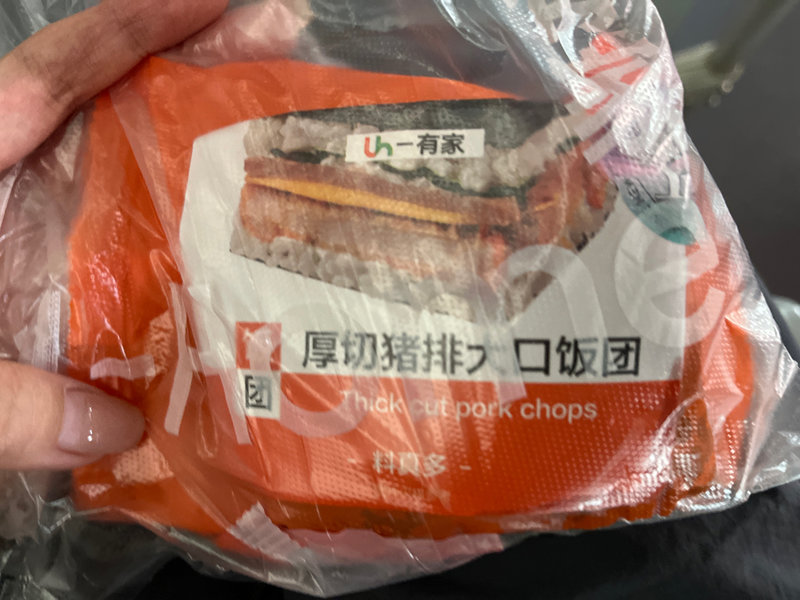 一有家
厚切猪排大口饭团
团
Thick cut pork chops
- 料真多 -
home